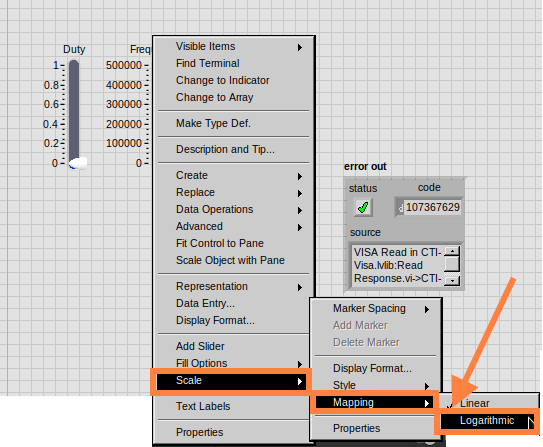 Duty
Freq
1
0.8
0.6
0.4
0.2
0
500000
400000
300000
200000
100000
0
Visible Items
Find Terminal
Change to Indicator
Change to Array
Make Type Def.
Description and Tip...
Create
Replace
Data Operations
Advanced
Fit Control to Pane
Scale Object with Pane
Representation
Data Entry...
Display Format...
Add Slider
Fill Options
Scale
Text Labels
Properties
error out
status
code
d 107367629
source
VISA Read in CTI-
Visa.lvlib:Read
Response.vi->CTI-
Marker Spacing
Add Marker
Delete Marker
Display Format...
Style
Mapping
Properties
Linear
Logarithmic